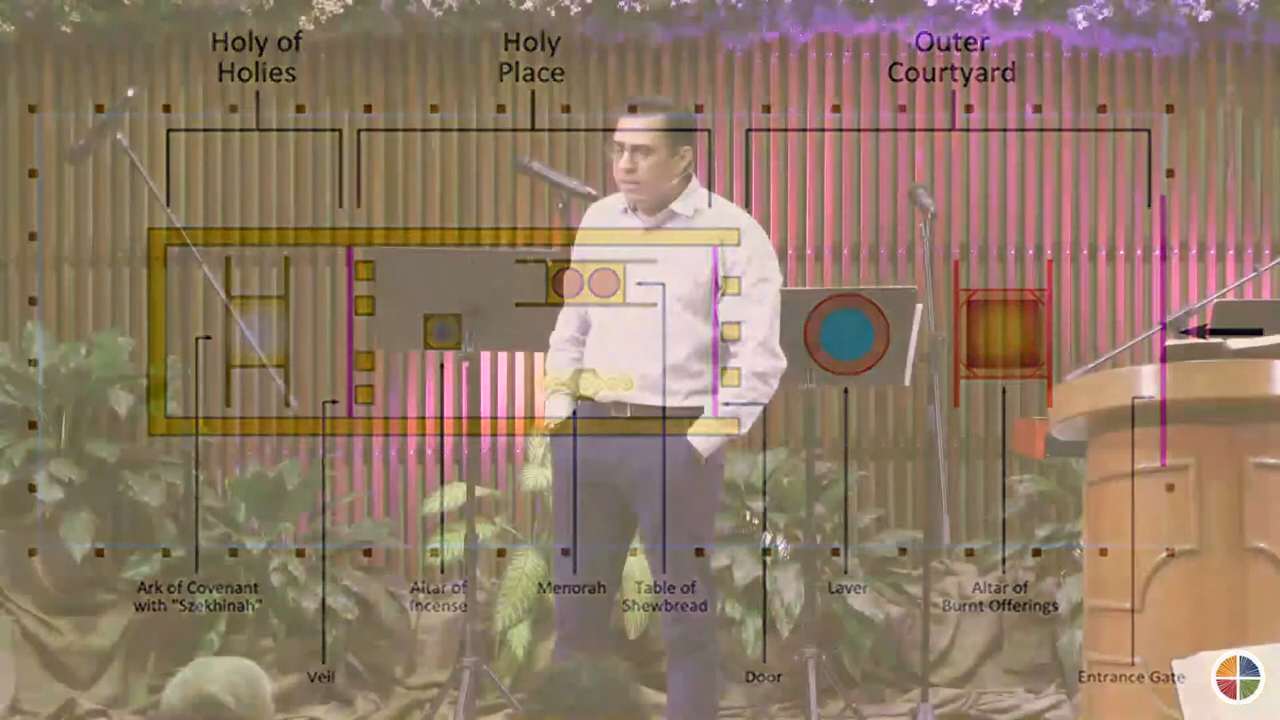 Holy of
Holies
Holy
Place
Outer
Courtyard
Ark of Covenant
with "Szekhinah"
Altar of
Incense
Menorah
Table of
Shewbread
Laver
Altar of
Burnt Offerings
Veil
Door
Entrance Gate